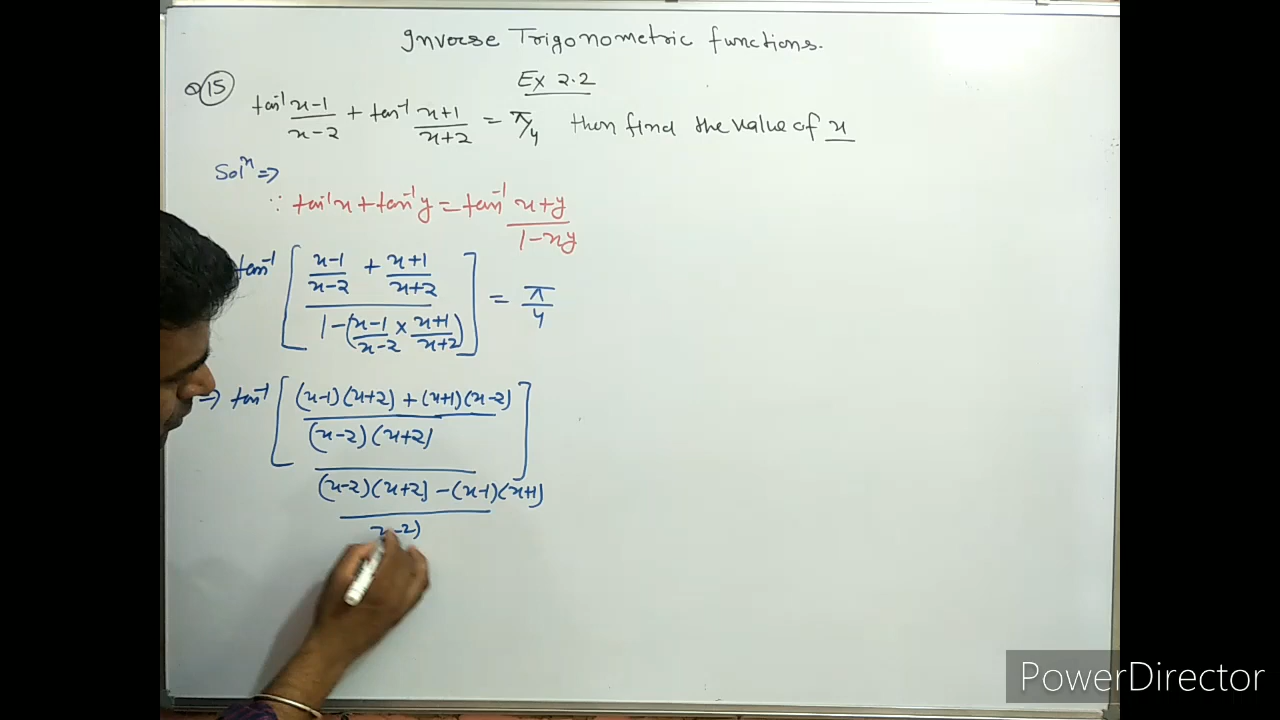 Inverse Trigonometric functions.
Ex 2.2
Q 15
tan⁻¹ x-1/x-2 + tan⁻¹ x+1/x+2 = π/4 then find the value of x
Solⁿ ⇒
∵ tan⁻¹x + tan⁻¹y = tan⁻¹ x+y/1-xy
tan⁻¹ [ x-1/x-2 + x+1/x+2 / 1-(x-1/x-2 × x+1/x+2) ] = π/4
⇒ tan⁻¹ [ (x-1)(x+2) + (x+1)(x-2)
(x-2)(x+2) ]
(x-2)(x+2) - (x-1)(x+1)
x-2)
PowerDirector